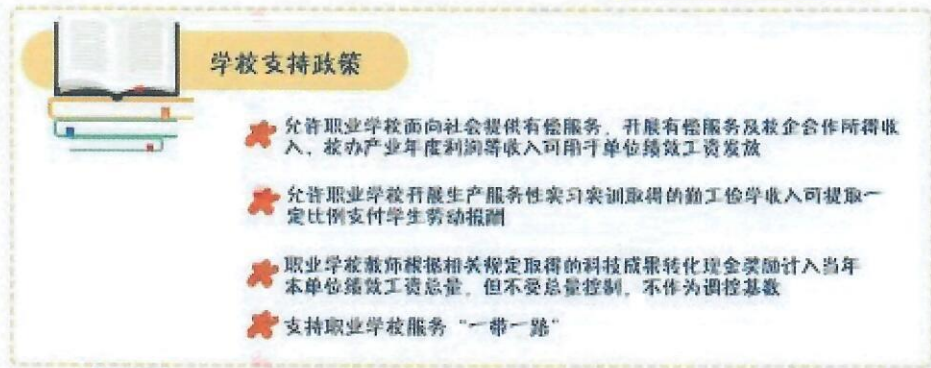 学校支持政策
允许职业学校面向社会提供有偿服务，开展有偿服务及校企合作所得收
入、校办产业年度利润等收入可用于单位绩效工资发放
允许职业学校开展生产服务性实习实训取得的勤工俭学收入可提取一
定比例支付学生劳动报酬
职业学校教师根据相关规定取得的科技成果转化现金奖励计入当年
本单位绩效工资总量，但不受总量控制，不作为调控基数
支持职业学校服务“一带一路”